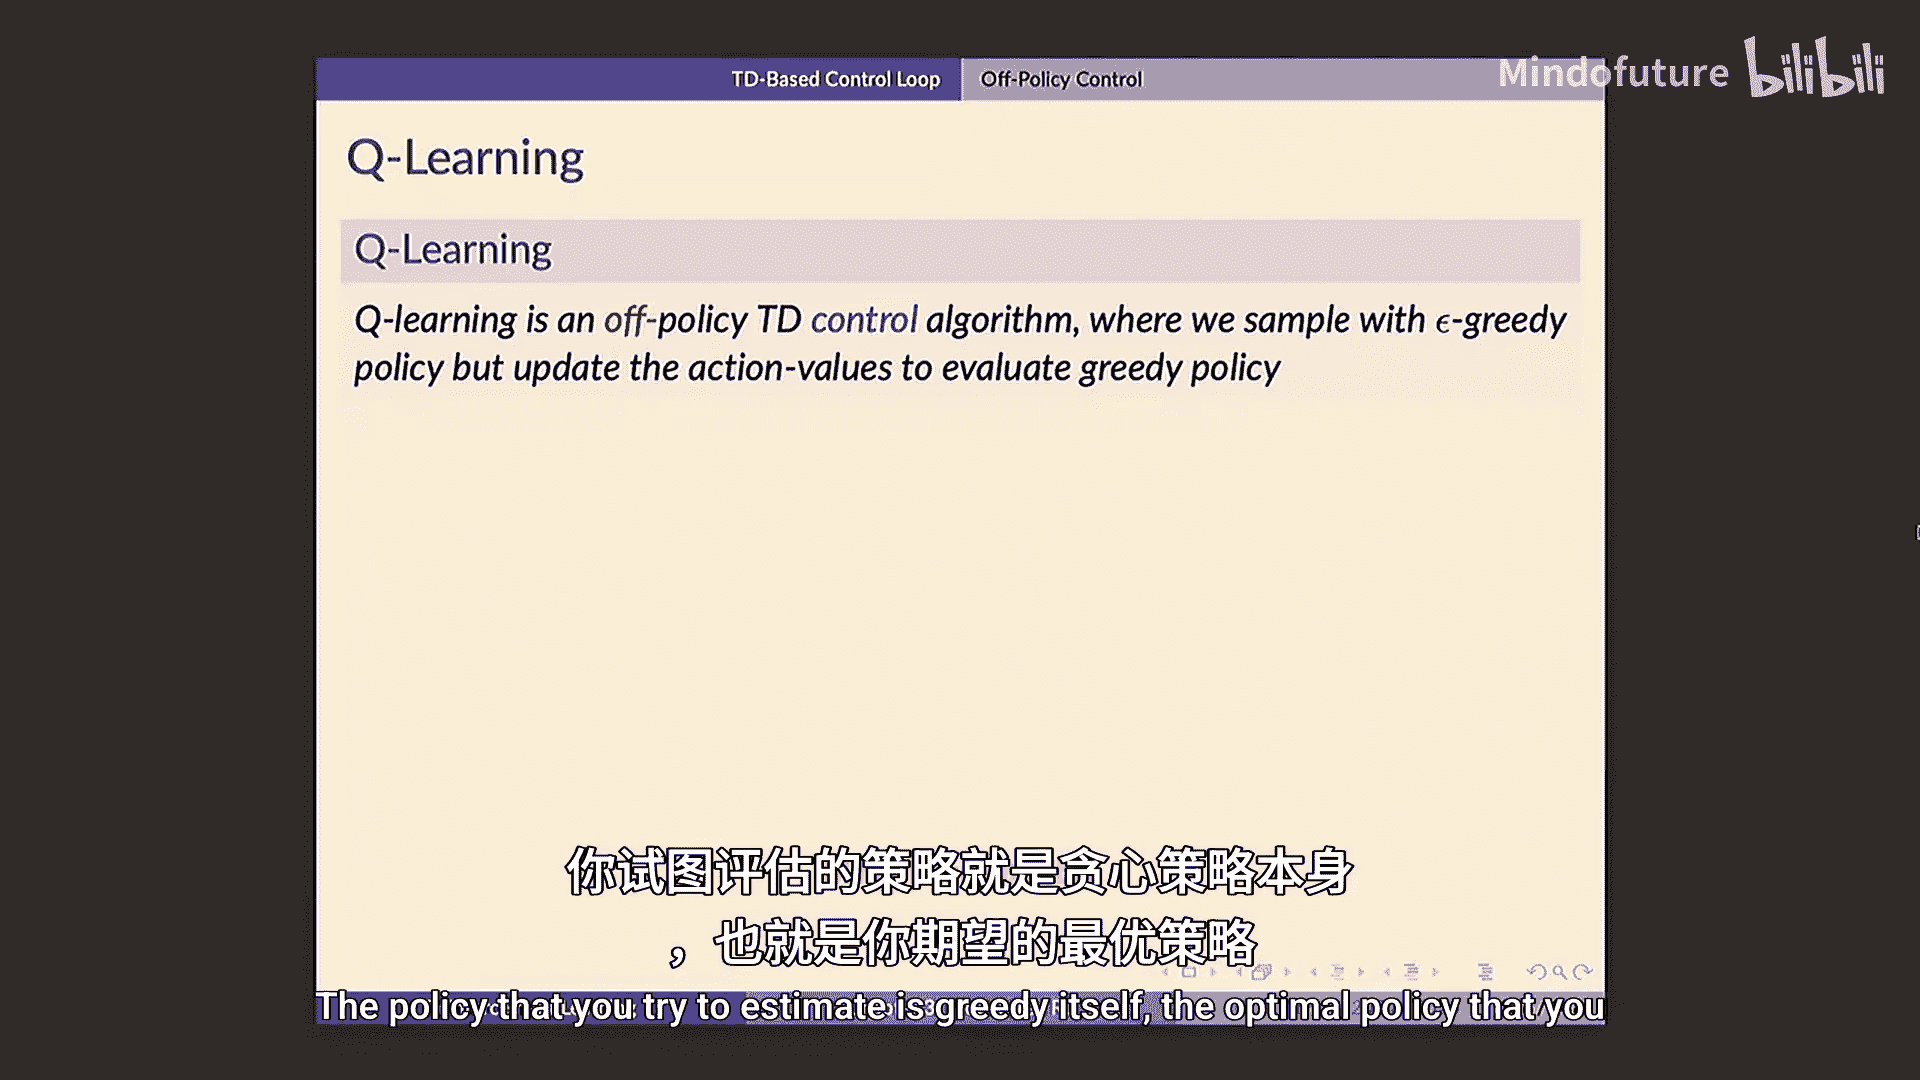 TD-Based Control Loop
Off-Policy Control
Mindofuture bilibili
Q-Learning
Q-Learning
Q-learning is an off-policy TD control algorithm, where we sample with ϵ-greedy
policy but update the action-values to evaluate greedy policy
你试图评估的策略就是贪心策略本身
，也就是你期望的最优策略
The policy that you try to estimate is greedy itself, the optimal policy that you